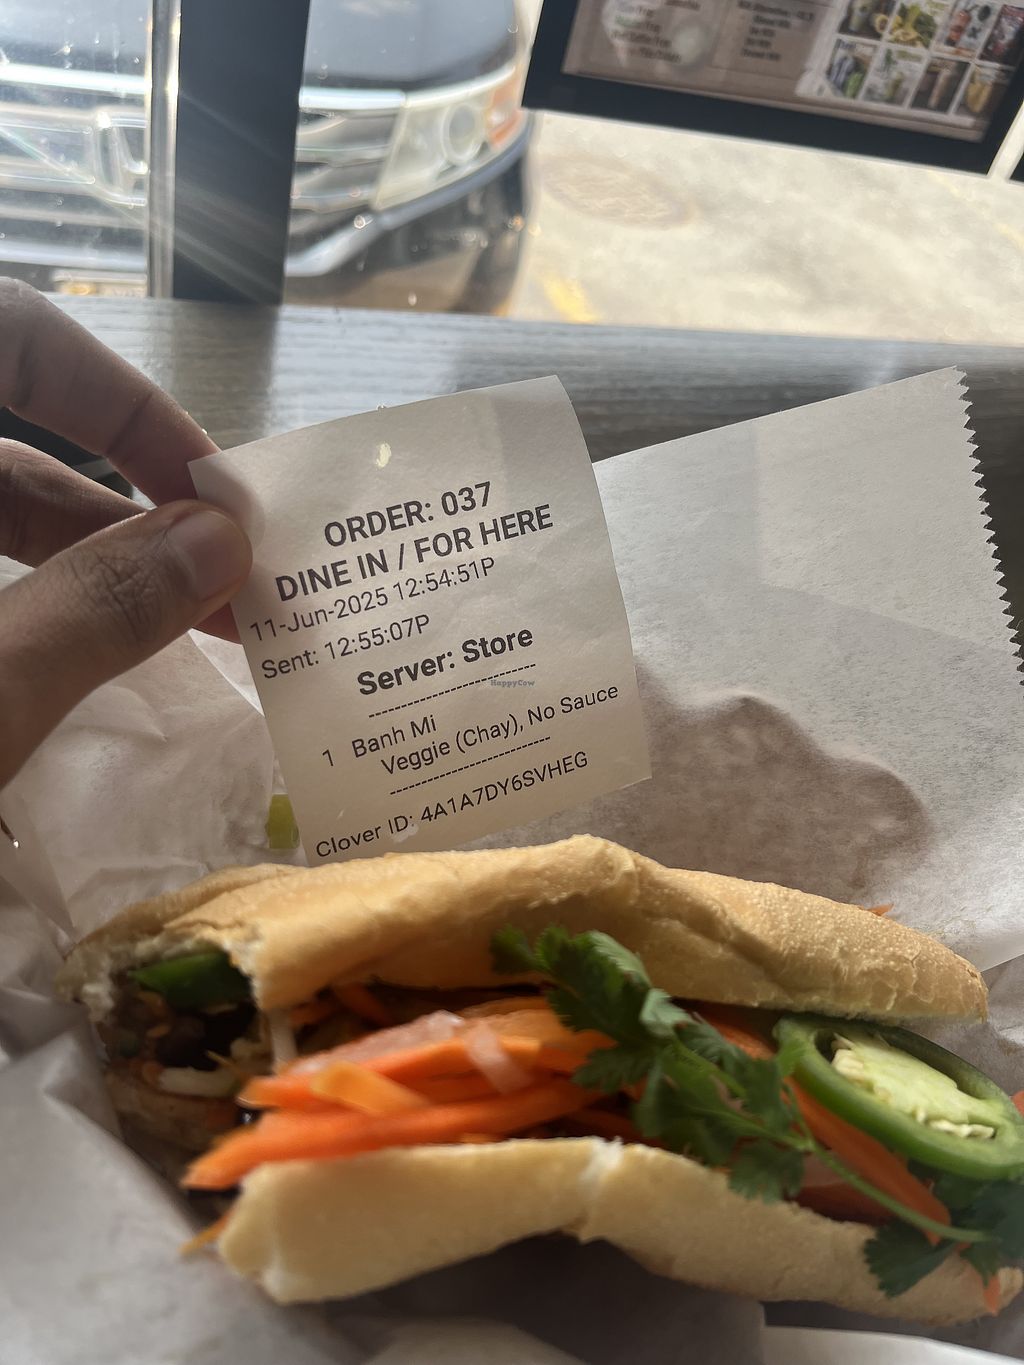 ORDER: 037
DINE IN / FOR HERE
11-Jun-2025 12:54:51P
Sent: 12:55:07P
Server: Store
--------------------------
HappyCow
1 Banh Mi
Veggie (Chay), No Sauce
--------------------------
Clover ID: 4A1A7DY6SVHEG